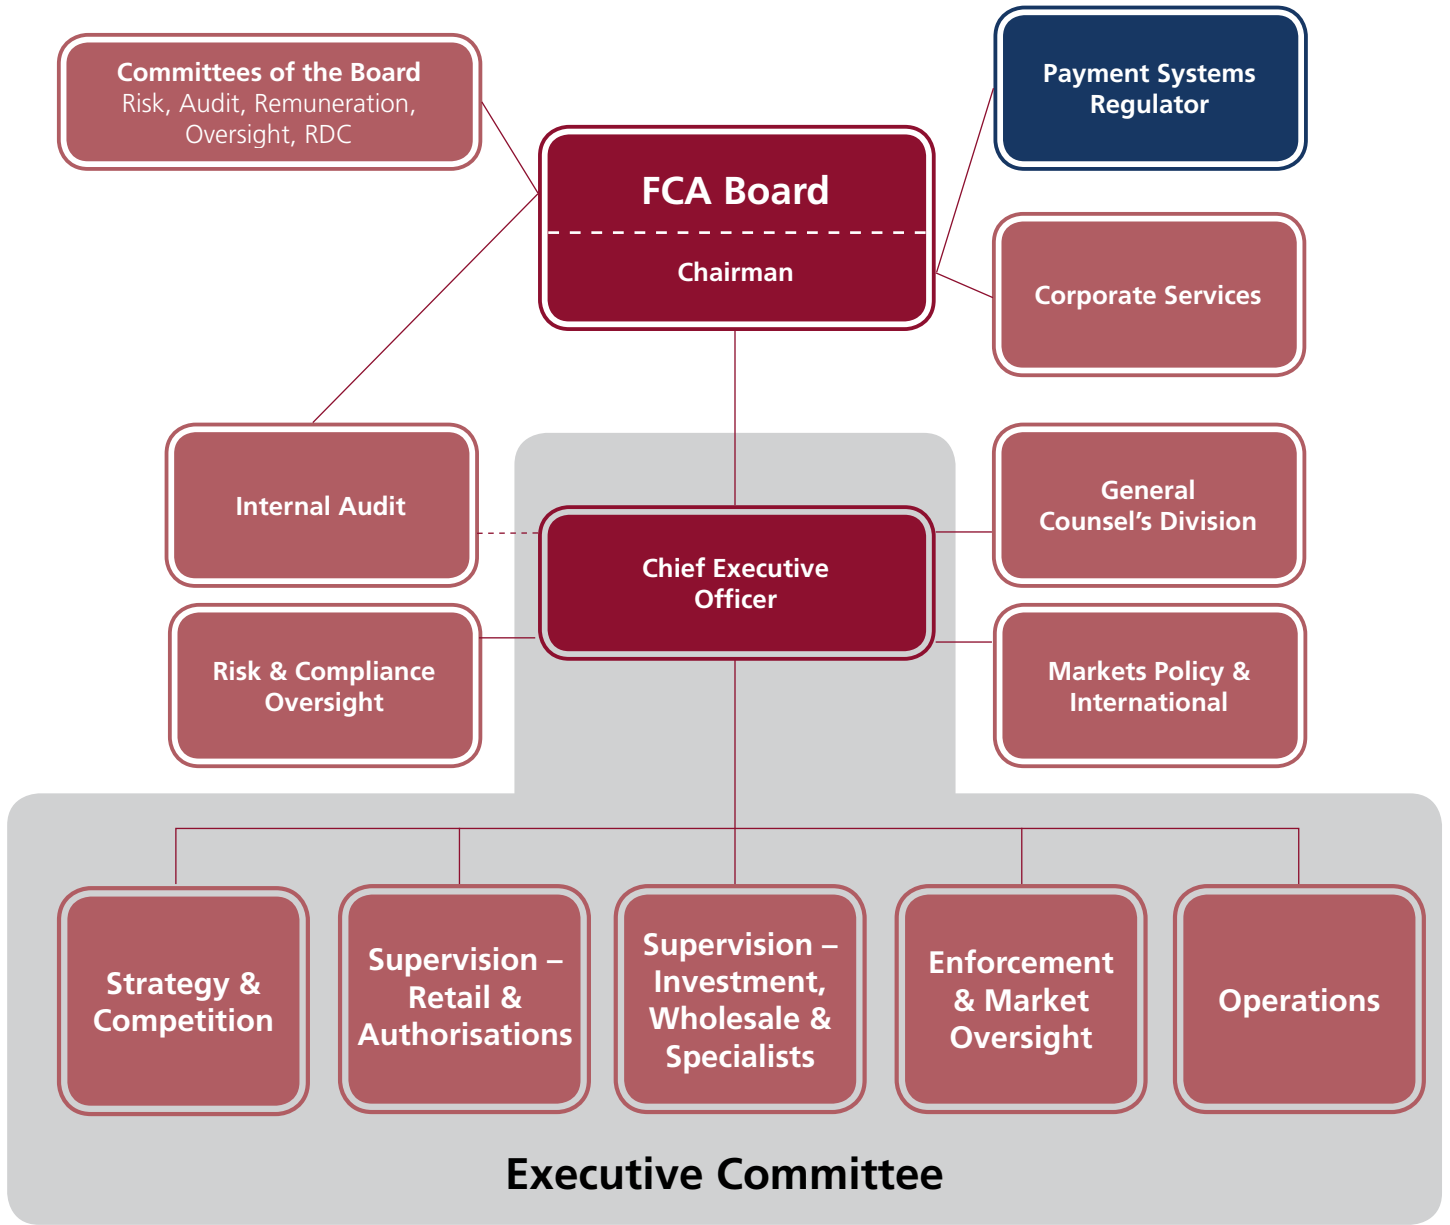 Committees of the Board
Risk, Audit, Remuneration,
Oversight, RDC
Payment Systems
Regulator
FCA Board
Chairman
Corporate Services
Internal Audit
General
Counsel’s Division
Chief Executive
Officer
Risk & Compliance
Oversight
Markets Policy &
International
Strategy &
Competition
Supervision –
Retail &
Authorisations
Supervision –
Investment,
Wholesale &
Specialists
Enforcement
& Market
Oversight
Operations
Executive Committee